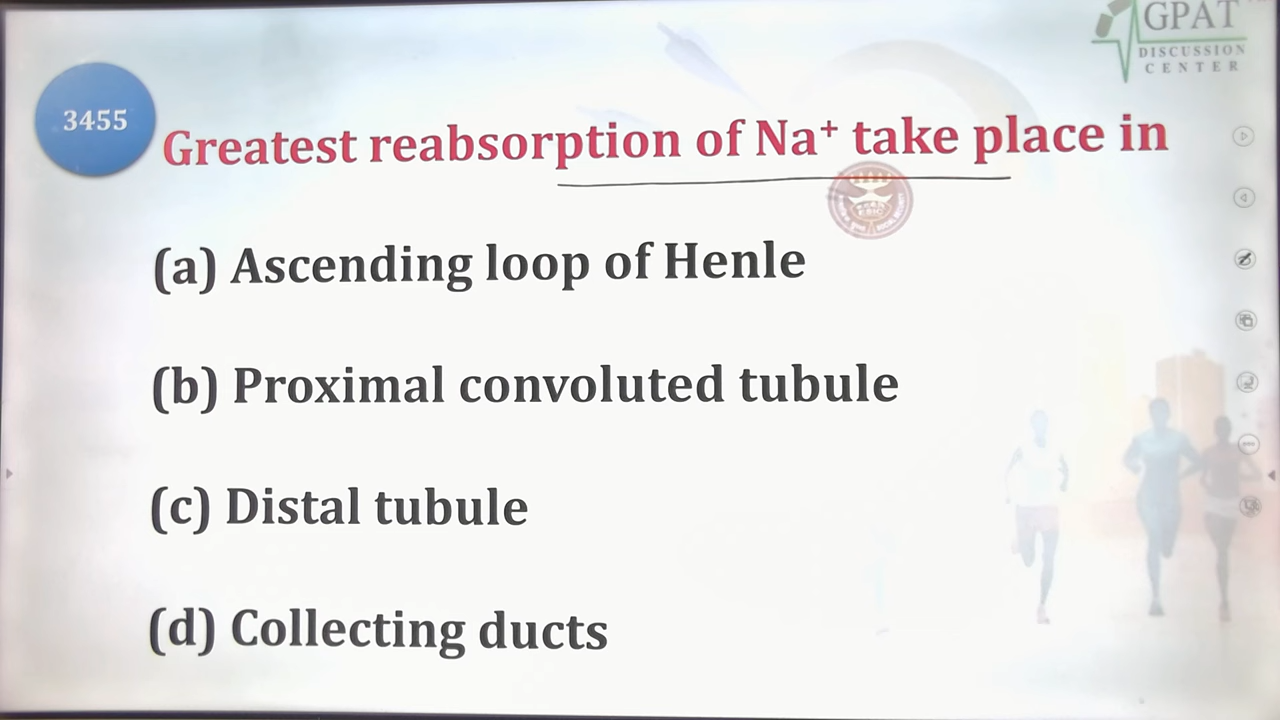 GPAT
DISCUSSION
CENTER
3455
Greatest reabsorption of Na⁺ take place in
(a) Ascending loop of Henle
(b) Proximal convoluted tubule
(c) Distal tubule
(d) Collecting ducts